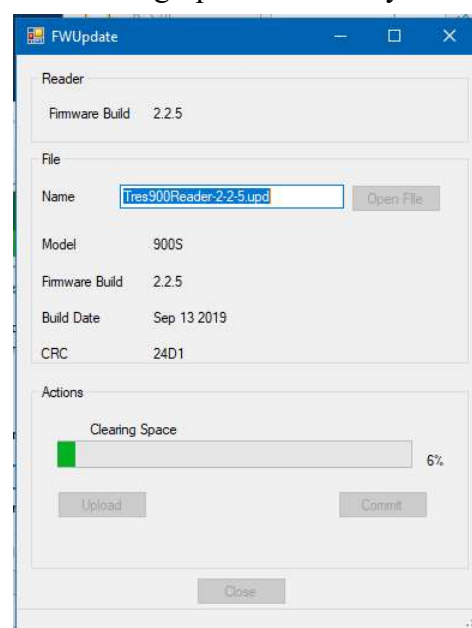 FWUpdate
Reader
Firmware Build 2.2.5
File
Name Tres900Reader-2-2-5.upd Open File
Model 900S
Firmware Build 2.2.5
Build Date Sep 13 2019
CRC 24D1
Actions
Clearing Space
6%
Upload Commit
Close